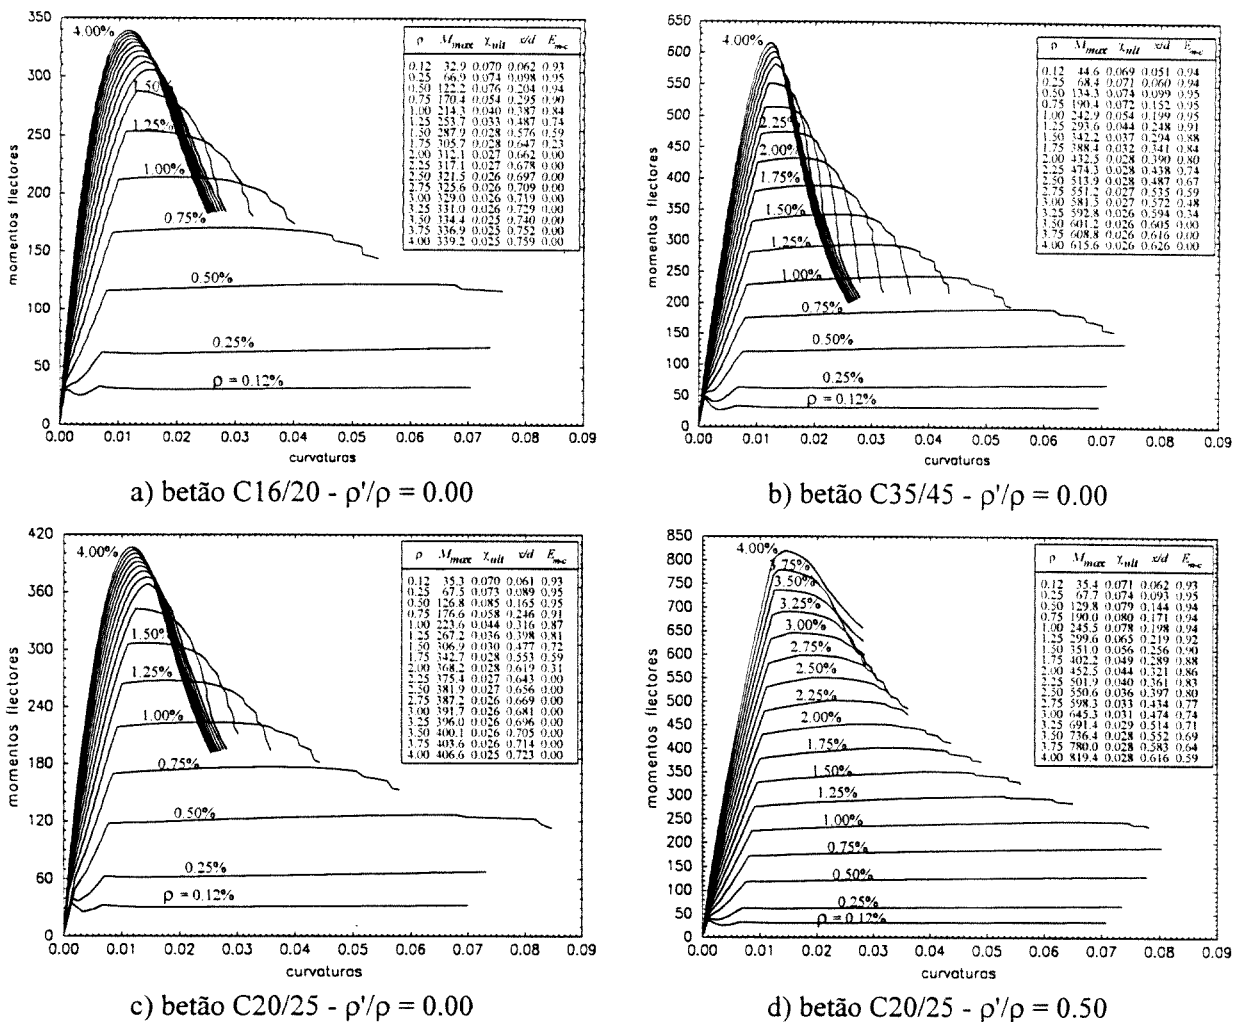 350
300
250
200
150
100
50
0
momentos flectores
4.00%
1.50%
1.25%
1.00%
0.75%
0.50%
0.25%
ρ = 0.12%
ρ M_max χ_ult x/d E_m-c
0.12 32.9 0.070 0.062 0.93
0.25 66.9 0.074 0.098 0.95
0.50 122.2 0.076 0.204 0.94
0.75 170.4 0.054 0.295 0.90
1.00 214.3 0.040 0.387 0.84
1.25 253.7 0.033 0.487 0.74
1.50 287.9 0.028 0.576 0.59
1.75 305.7 0.028 0.647 0.23
2.00 312.1 0.027 0.662 0.00
2.25 317.1 0.027 0.678 0.00
2.50 321.5 0.026 0.697 0.00
2.75 325.6 0.026 0.709 0.00
3.00 329.0 0.026 0.719 0.00
3.25 331.0 0.026 0.729 0.00
3.50 334.4 0.025 0.740 0.00
3.75 336.9 0.025 0.752 0.00
4.00 339.2 0.025 0.759 0.00
0.00 0.01 0.02 0.03 0.04 0.05 0.06 0.07 0.08 0.09
curvaturas
a) betão C16/20 - ρ'/ρ = 0.00
650
600
550
500
450
400
350
300
250
200
150
100
50
0
momentos flectores
4.00%
2.25%
2.00%
1.75%
1.50%
1.25%
1.00%
0.75%
0.50%
0.25%
ρ = 0.12%
ρ M_max χ_ult x/d E_m-c
0.12 44.6 0.069 0.051 0.94
0.25 68.4 0.071 0.060 0.94
0.50 134.3 0.074 0.099 0.95
0.75 190.4 0.072 0.152 0.95
1.00 242.9 0.054 0.199 0.95
1.25 293.6 0.044 0.248 0.91
1.50 342.2 0.037 0.294 0.88
1.75 388.4 0.032 0.341 0.84
2.00 432.5 0.028 0.390 0.80
2.25 474.3 0.028 0.438 0.74
2.50 513.9 0.028 0.487 0.67
2.75 551.2 0.027 0.535 0.59
3.00 581.3 0.027 0.572 0.48
3.25 592.8 0.026 0.594 0.34
3.50 601.2 0.026 0.605 0.00
3.75 608.8 0.026 0.616 0.00
4.00 615.6 0.026 0.626 0.00
0.00 0.01 0.02 0.03 0.04 0.05 0.06 0.07 0.08 0.09
curvaturas
b) betão C35/45 - ρ'/ρ = 0.00
420
360
300
240
180
120
60
0
momentos flectores
4.00%
1.50%
1.25%
1.00%
0.75%
0.50%
0.25%
ρ = 0.12%
ρ M_max χ_ult x/d E_m-c
0.12 35.3 0.070 0.061 0.93
0.25 67.5 0.073 0.089 0.95
0.50 126.8 0.085 0.165 0.95
0.75 176.6 0.058 0.246 0.91
1.00 223.6 0.044 0.316 0.87
1.25 267.2 0.036 0.398 0.81
1.50 306.9 0.030 0.477 0.72
1.75 342.7 0.028 0.553 0.59
2.00 368.2 0.028 0.619 0.31
2.25 375.4 0.027 0.643 0.00
2.50 381.9 0.027 0.656 0.00
2.75 387.2 0.026 0.669 0.00
3.00 391.7 0.026 0.681 0.00
3.25 396.0 0.026 0.696 0.00
3.50 400.1 0.026 0.705 0.00
3.75 403.6 0.026 0.714 0.00
4.00 406.6 0.025 0.723 0.00
0.00 0.01 0.02 0.03 0.04 0.05 0.06 0.07 0.08 0.09
curvaturas
c) betão C20/25 - ρ'/ρ = 0.00
850
800
750
700
650
600
550
500
450
400
350
300
250
200
150
100
50
0
momentos flectores
4.00%
3.75%
3.50%
3.25%
3.00%
2.75%
2.50%
2.25%
2.00%
1.75%
1.50%
1.25%
1.00%
0.75%
0.50%
0.25%
ρ = 0.12%
ρ M_max χ_ult x/d E_m-c
0.12 35.4 0.071 0.062 0.93
0.25 67.7 0.074 0.093 0.95
0.50 129.8 0.079 0.144 0.94
0.75 190.0 0.080 0.171 0.94
1.00 245.5 0.078 0.198 0.94
1.25 299.6 0.065 0.219 0.92
1.50 351.0 0.056 0.256 0.90
1.75 402.2 0.049 0.289 0.88
2.00 452.5 0.044 0.321 0.86
2.25 501.9 0.040 0.361 0.83
2.50 550.6 0.036 0.397 0.80
2.75 598.3 0.033 0.434 0.77
3.00 645.3 0.031 0.474 0.74
3.25 691.4 0.029 0.514 0.71
3.50 736.4 0.028 0.552 0.69
3.75 780.0 0.028 0.583 0.64
4.00 819.4 0.028 0.616 0.59
0.00 0.01 0.02 0.03 0.04 0.05 0.06 0.07 0.08 0.09
curvaturas
d) betão C20/25 - ρ'/ρ = 0.50